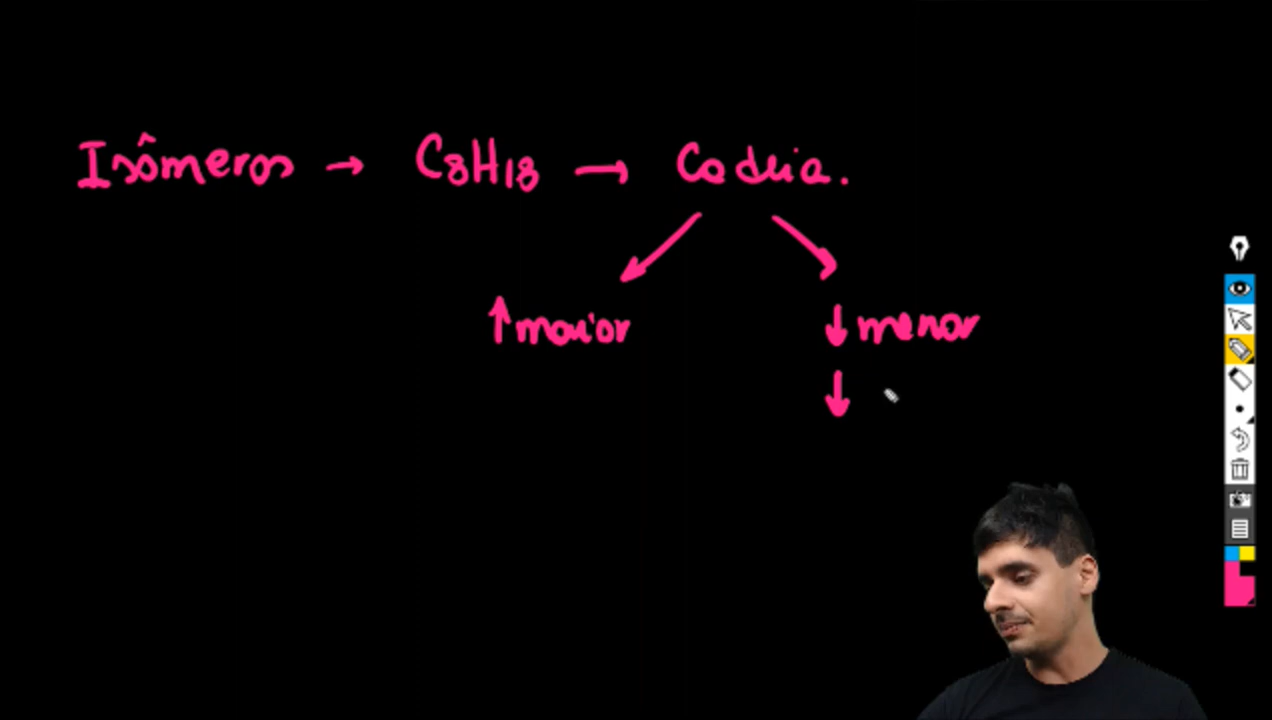 Isômeros → C8H18 → Cadeia.
↑ maior ↓ menor
↓